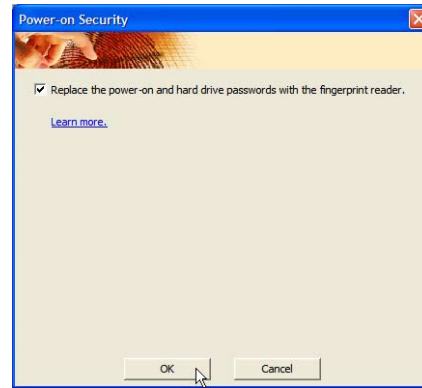 Power-on Security
Replace the power-on and hard drive passwords with the fingerprint reader.
Learn more.
OK
Cancel